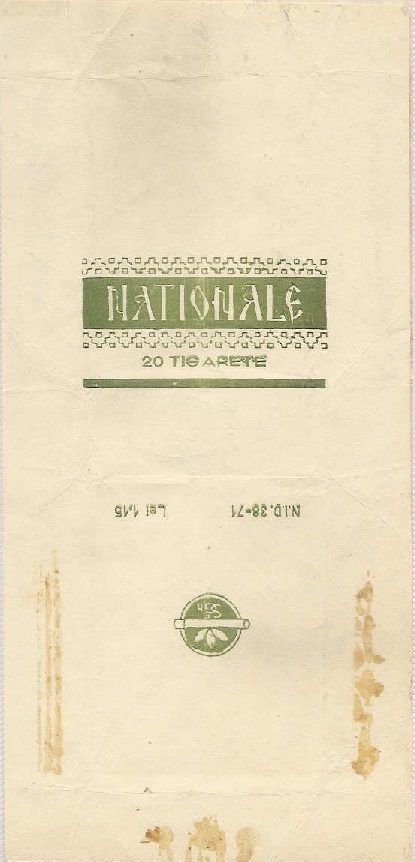 NATIONALE
20 TIGARETE
N.I.D. 38-71 Lei 1,15